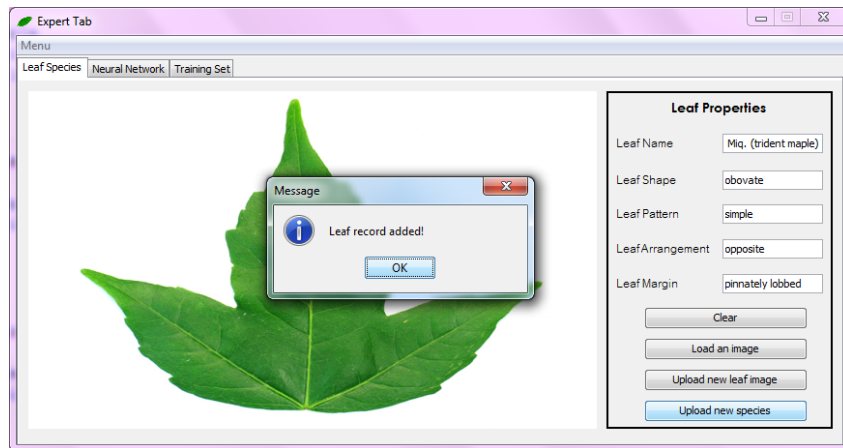 Expert Tab
Menu
Leaf Species Neural Network Training Set
Leaf Properties
Leaf Name Miq. (trident maple)
Leaf Shape obovate
Leaf Pattern simple
Leaf Arrangement opposite
Leaf Margin pinnately lobbed
Clear
Load an image
Upload new leaf image
Upload new species
Message
Leaf record added!
OK